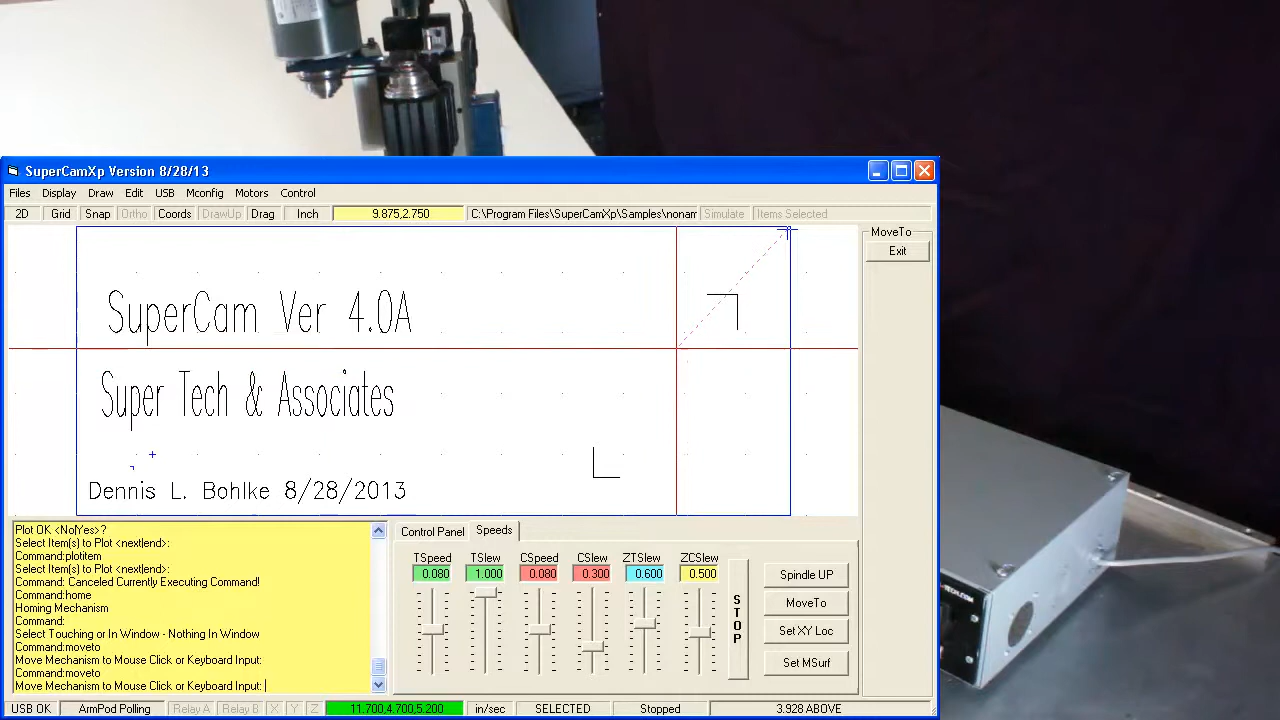 SuperCamXp Version 8/28/13
Files Display Draw Edit USB Mconfig Motors Control
2D Grid Snap Ortho Coords DrawUp Drag Inch 9.875,2.750 C:\Program Files\SuperCamXp\Samples\nonam Simulate Items Selected
MoveTo
Exit
SuperCam Ver 4.0A
Super Tech & Associates
Dennis L. Bohlke 8/28/2013
Plot OK <No|Yes> ?
Select Item(s) to Plot <next|end>:
Command:plotitem
Select Item(s) to Plot <next|end>:
Command: Canceled Currently Executing Command!
Command:home
Homing Mechanism
Command:
Select Touching or In Window - Nothing In Window
Command:moveto
Move Mechanism to Mouse Click or Keyboard Input:
Command:moveto
Move Mechanism to Mouse Click or Keyboard Input:
Control Panel Speeds
TSpeed TSlew CSpeed CSlew ZTSlew ZCSlew
0.080 1.000 0.080 0.300 0.600 0.500
STOP
Spindle UP
MoveTo
Set XY Loc
Set MSurf
USB OK ArmPod Polling Relay A Relay B X Y Z 11.700,4.700,5.200 in/sec SELECTED Stopped 3.928 ABOVE